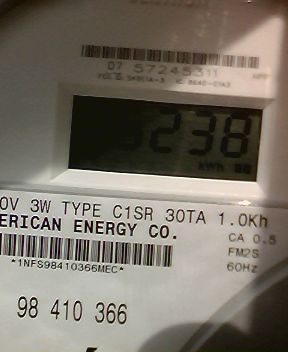 07 57245311
238
kWh
0V 3W TYPE C1SR 30TA 1.0Kh
ERICAN ENERGY CO.
CA 0.5
FM2S
60Hz
*1NFS98410366MEC*
98 410 366